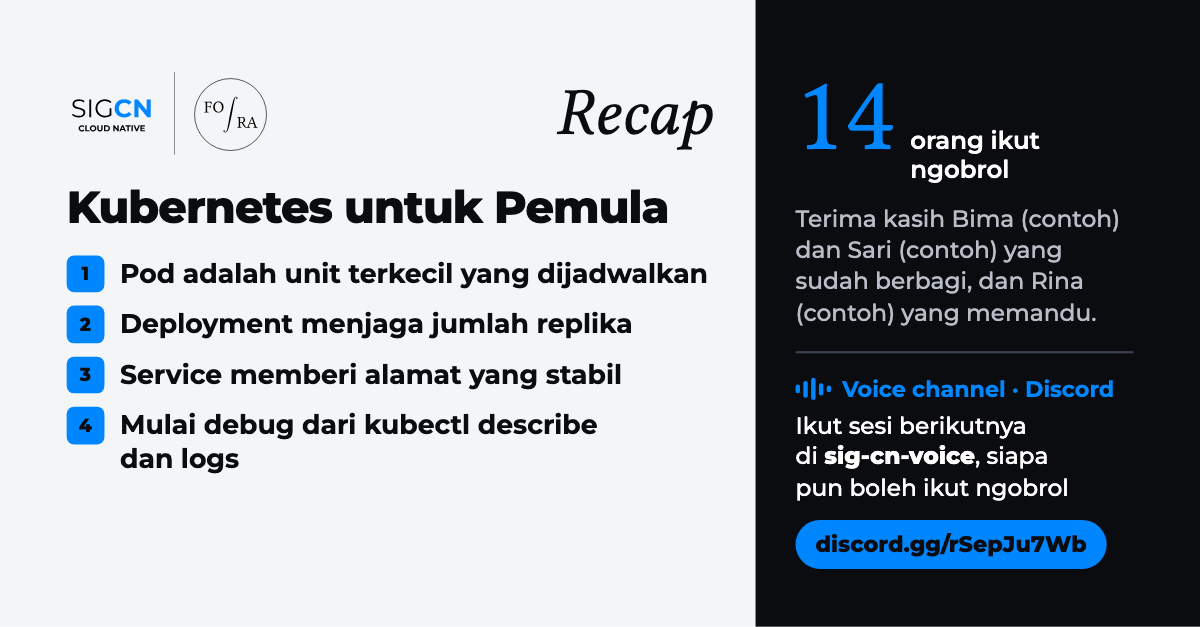 SIGCN
CLOUD NATIVE
FO
RA
Recap
Kubernetes untuk Pemula
1 Pod adalah unit terkecil yang dijadwalkan
2 Deployment menjaga jumlah replika
3 Service memberi alamat yang stabil
4 Mulai debug dari kubectl describe
dan logs
14 orang ikut
ngobrol
Terima kasih Bima (contoh)
dan Sari (contoh) yang
sudah berbagi, dan Rina
(contoh) yang memandu.
Voice channel · Discord
Ikut sesi berikutnya
di sig-cn-voice, siapa
pun boleh ikut ngobrol
discord.gg/rSepJu7Wb